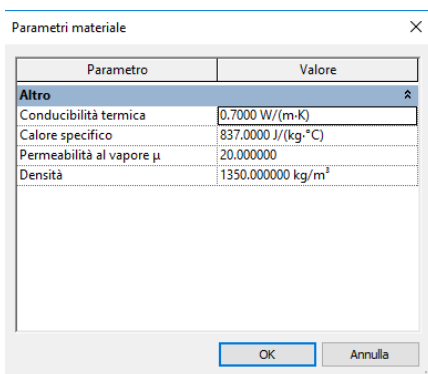 Parametri materiale
Parametro Valore
Altro
Conducibilità termica 0.7000 W/(m·K)
Calore specifico 837.0000 J/(kg·°C)
Permeabilità al vapore μ 20.000000
Densità 1350.000000 kg/m³
OK Annulla